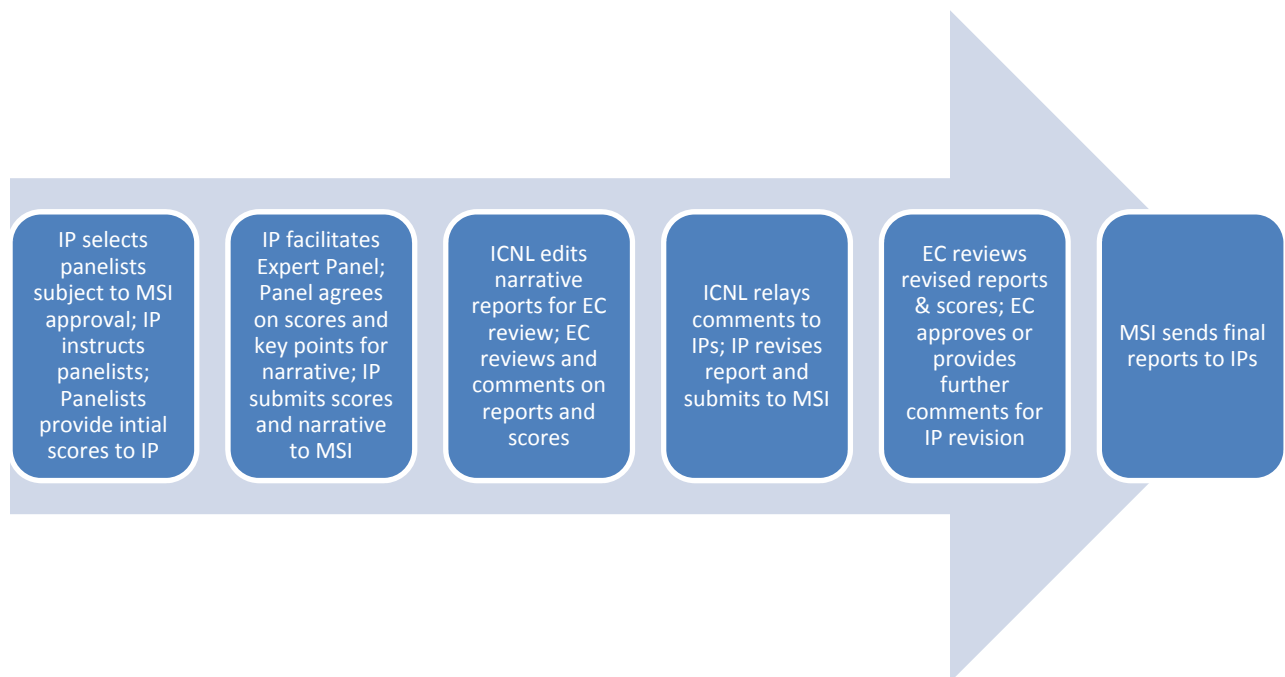 IP selects
panelists
subject to MSI
approval; IP
instructs
panelists;
Panelists
provide intial
scores to IP
IP facilitates
Expert Panel;
Panel agrees
on scores and
key points for
narrative; IP
submits scores
and narrative
to MSI
ICNL edits
narrative
reports for EC
review; EC
reviews and
comments on
reports and
scores
ICNL relays
comments to
IPs; IP revises
report and
submits to MSI
EC reviews
revised reports
& scores; EC
approves or
provides
further
comments for
IP revision
MSI sends final
reports to IPs